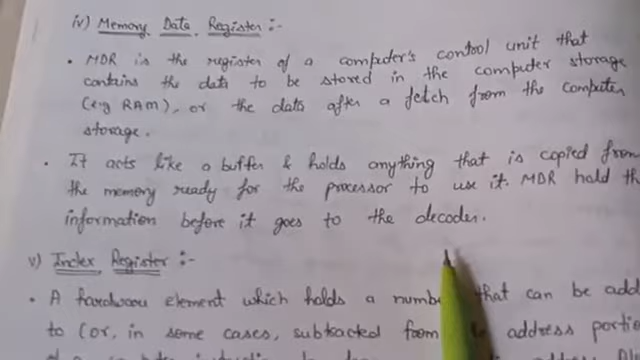 iv) Memory Data Register :-
• MDR is the register of a computer's control unit that
contains the data to be stored in the computer storage
(eg RAM), or the data after a fetch from the computer
storage.
• It acts like a buffer & holds anything that is copied from
the memory ready for the processor to use it. MDR hold the
information before it goes to the decoder.
v) Index Register :-
• A hardware element which holds a number that can be add
to (or, in some cases, subtracted from address portio